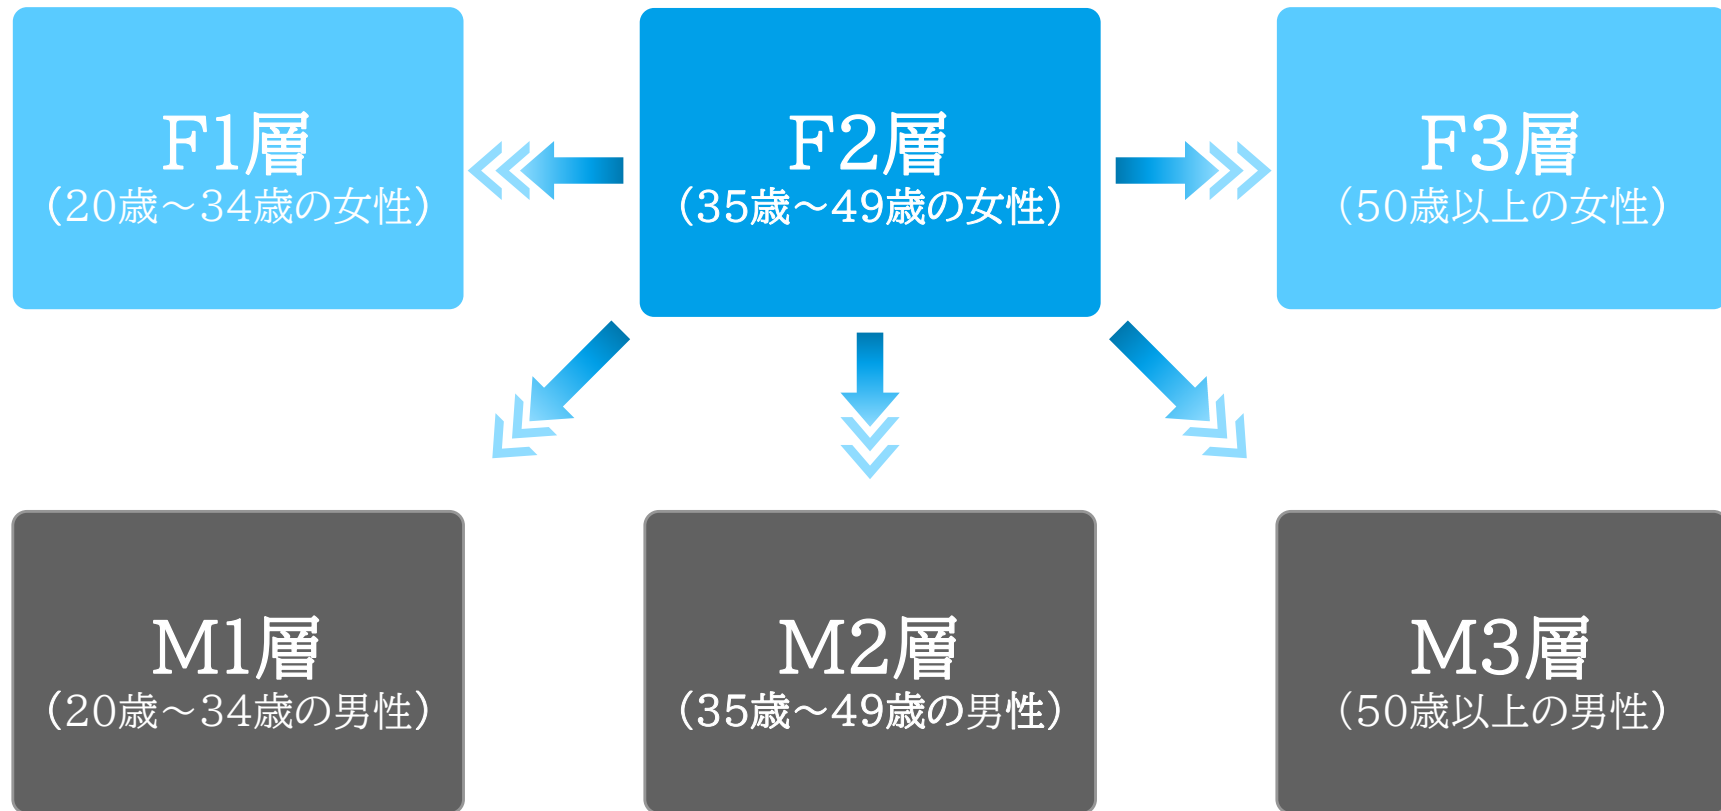 F1層
（20歳～34歳の女性）
F2層
（35歳～49歳の女性）
F3層
（50歳以上の女性）
M1層
（20歳～34歳の男性）
M2層
（35歳～49歳の男性）
M3層
（50歳以上の男性）